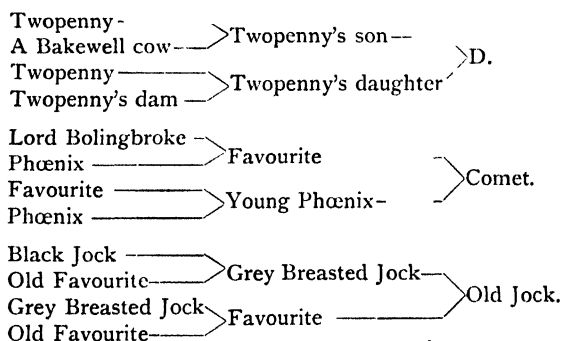 Twopenny
A Bakewell cow
Twopenny's son
Twopenny
Twopenny's dam
Twopenny's daughter
D.
Lord Bolingbroke
Phœnix
Favourite
Favourite
Phœnix
Young Phœnix
Comet.
Black Jock
Old Favourite
Grey Breasted Jock
Grey Breasted Jock
Old Favourite
Favourite
Old Jock.